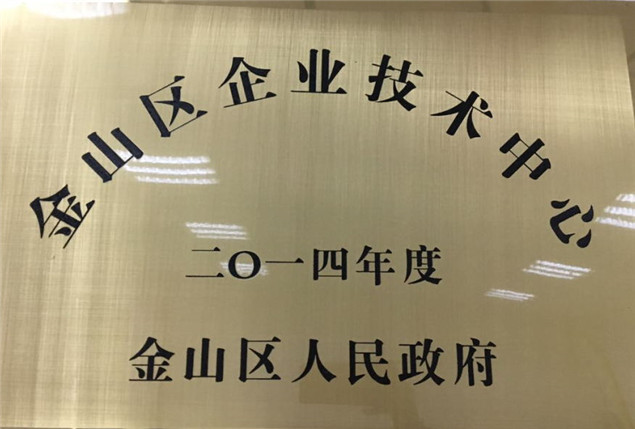 金山区企业技术中心
二O一四年度
金山区人民政府